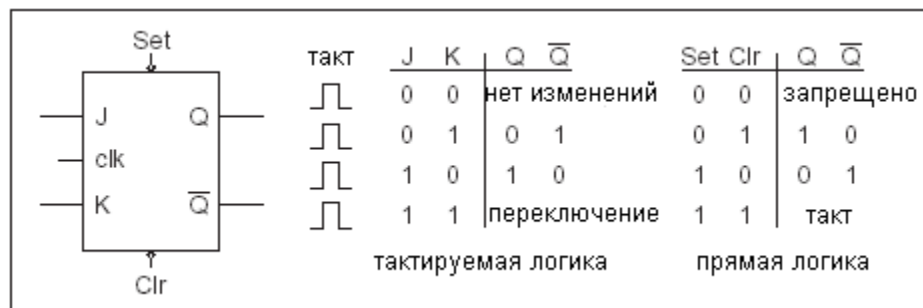 Set
J Q
clk
K Q̅
Clr
такт J K Q Q̅
0 0 нет изменений
0 1 0 1
1 0 1 0
1 1 переключение
тактируемая логика
Set Clr Q Q̅
0 0 запрещено
0 1 1 0
1 0 0 1
1 1 такт
прямая логика